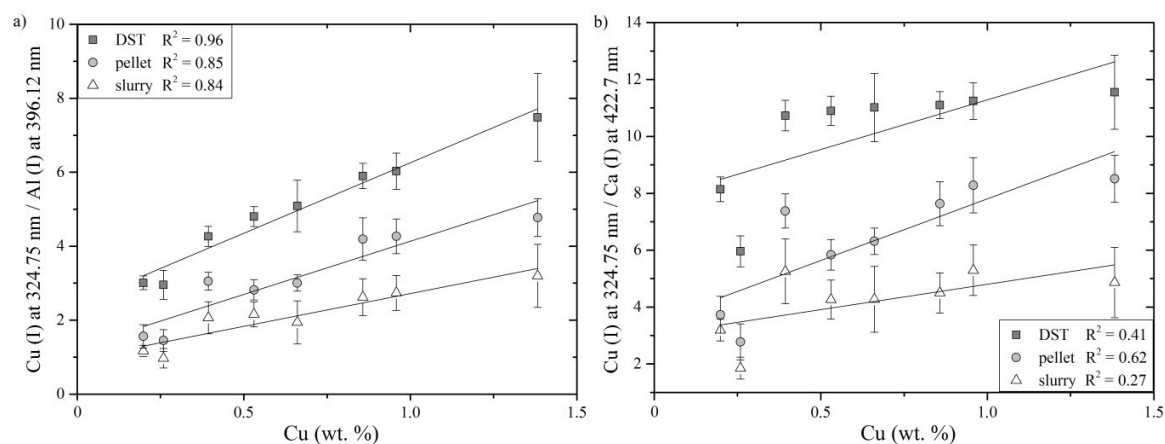 a)
Cu (I) at 324.75 nm / Al (I) at 396.12 nm
10
8
6
4
2
0
DST R² = 0.96
pellet R² = 0.85
slurry R² = 0.84
0
0.5
1.0
1.5
Cu (wt. %)
b)
Cu (I) at 324.75 nm / Ca (I) at 422.7 nm
14
12
10
8
6
4
2
DST R² = 0.41
pellet R² = 0.62
slurry R² = 0.27
0
0.5
1.0
1.5
Cu (wt. %)